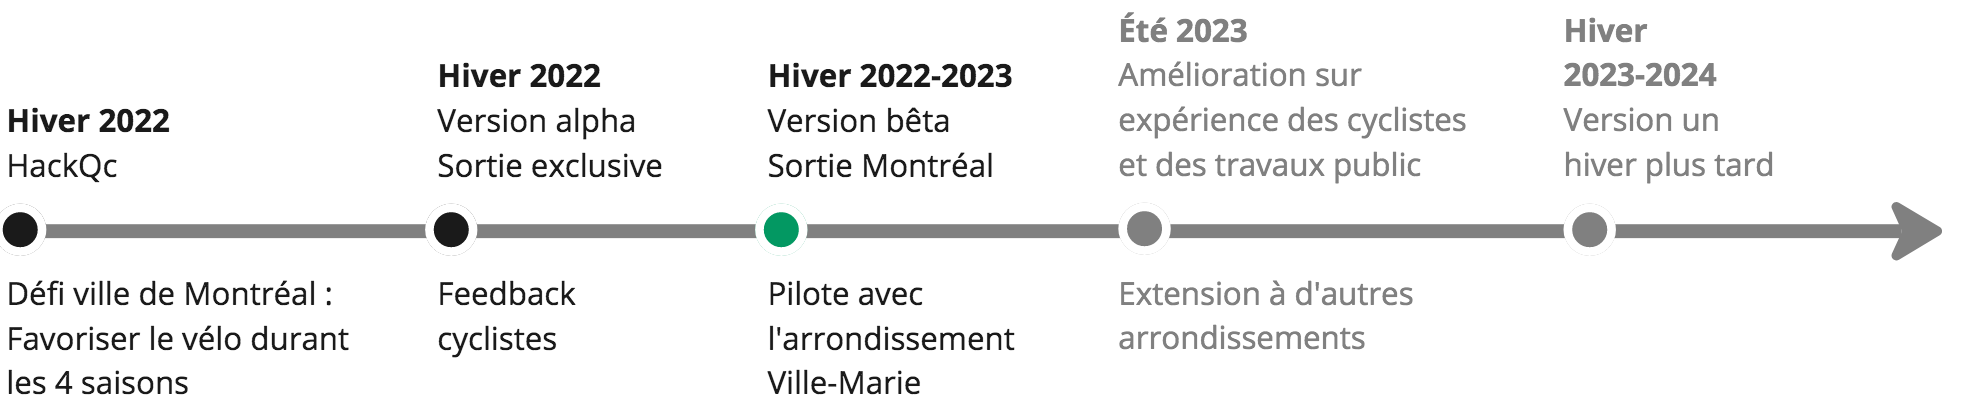 Hiver 2022
HackQc
Défi ville de Montréal :
Favoriser le vélo durant
les 4 saisons
Hiver 2022
Version alpha
Sortie exclusive
Feedback
cyclistes
Hiver 2022-2023
Version bêta
Sortie Montréal
Pilote avec
l'arrondissement
Ville-Marie
Été 2023
Amélioration sur
expérience des cyclistes
et des travaux public
Extension à d'autres
arrondissements
Hiver
2023-2024
Version un
hiver plus tard